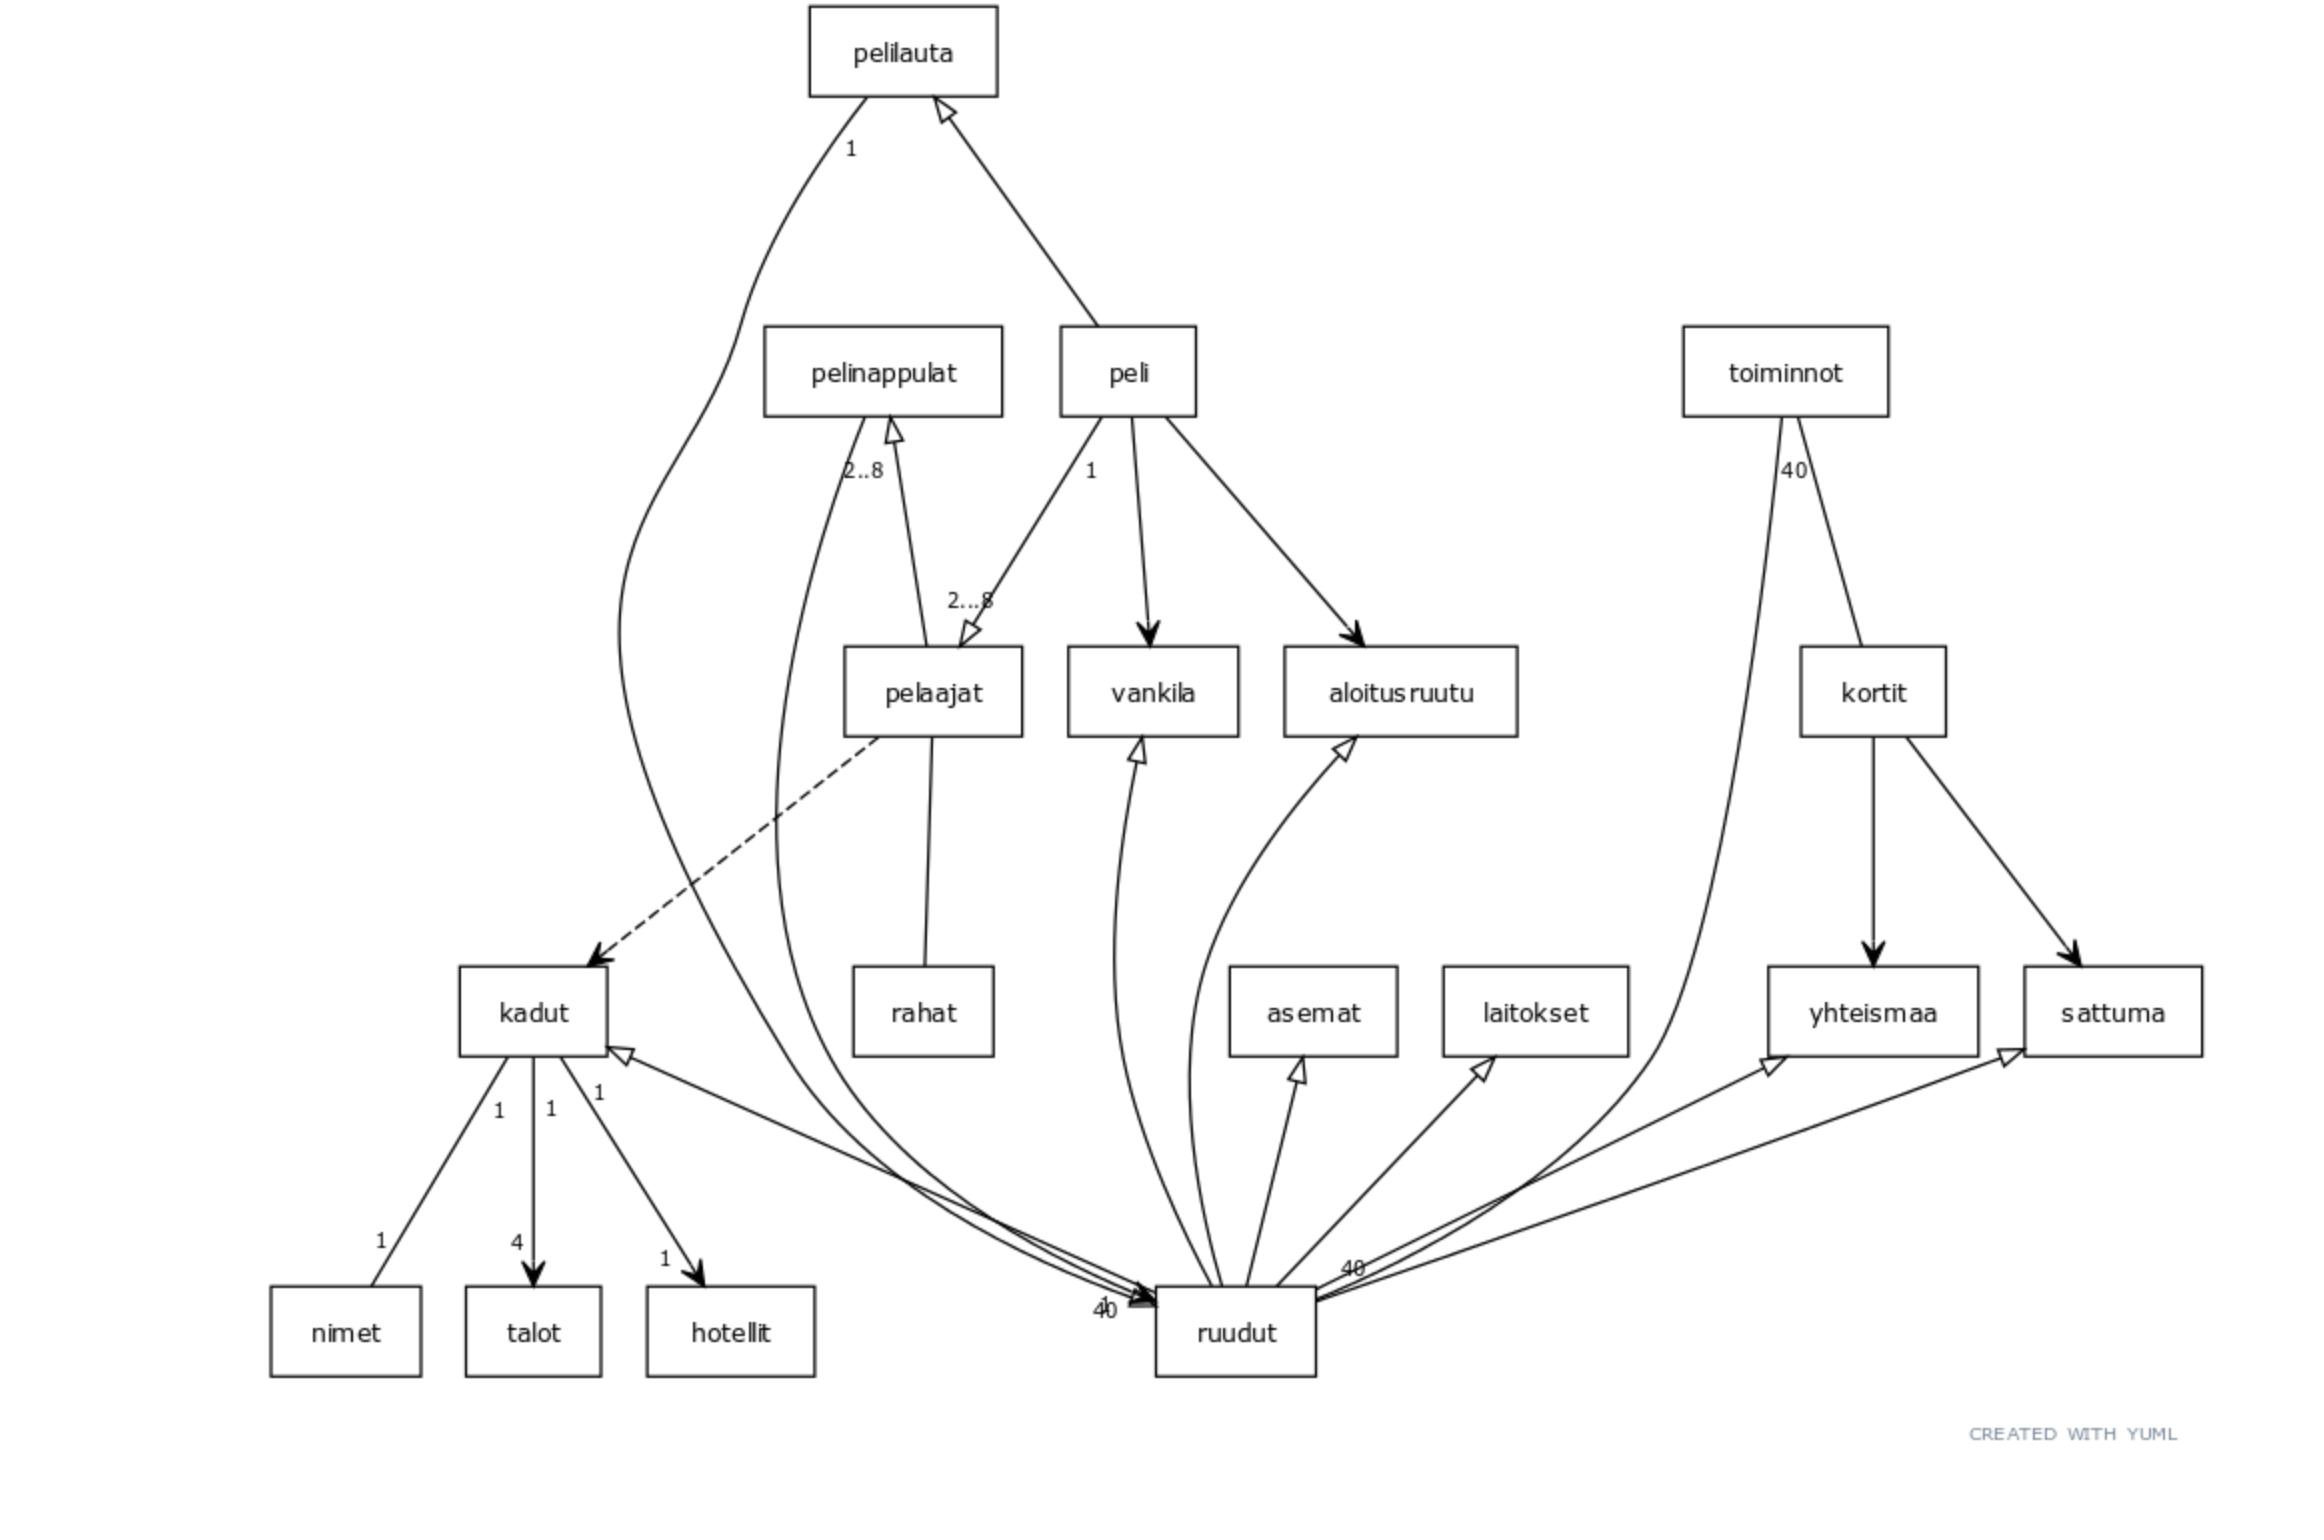 pelilauta
1
pelinappulat
peli
toiminnot
2..8
1
40
2...8
pelaajat
vankila
aloitusruutu
kortit
kadut
rahat
asemat
laitokset
yhteismaa
sattuma
1
1
1
1
4
1
40
1
40
nimet
talot
hotellit
ruudut
CREATED WITH YUML